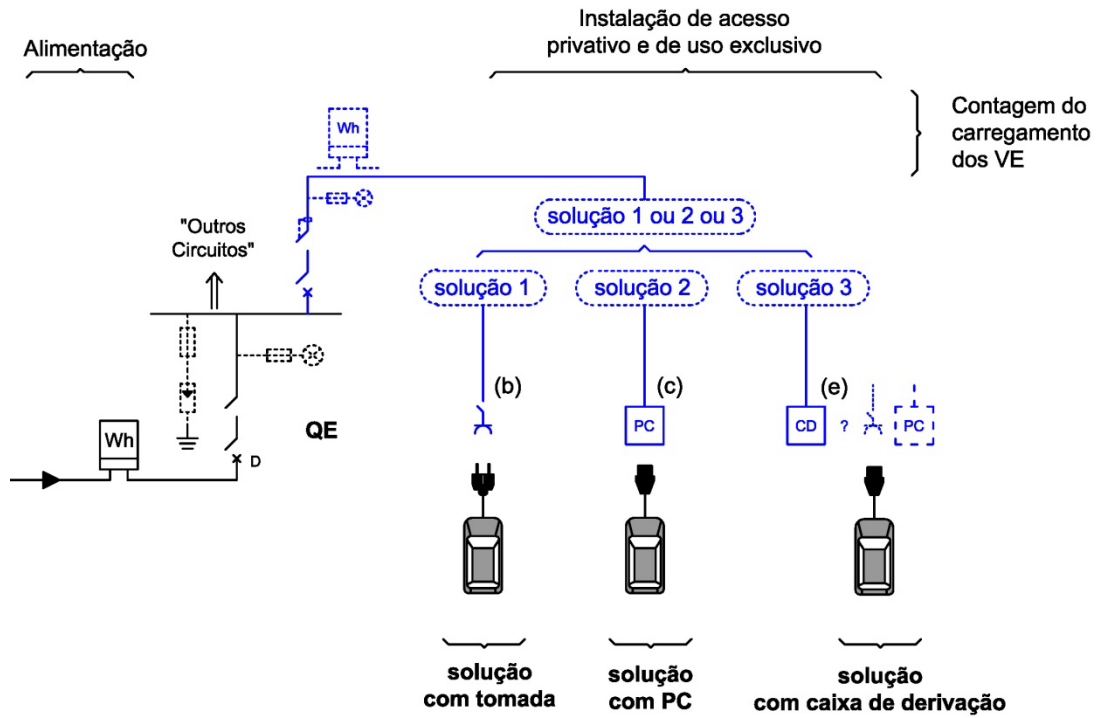 Alimentação
Instalação de acesso
privativo e de uso exclusivo
Contagem do
carregamento
dos VE
Wh
"Outros
Circuitos"
solução 1 ou 2 ou 3
solução 1
solução 2
solução 3
(b)
(c)
(e)
QE
Wh
D
PC
CD
?
PC
solução
com tomada
solução
com PC
solução
com caixa de derivação